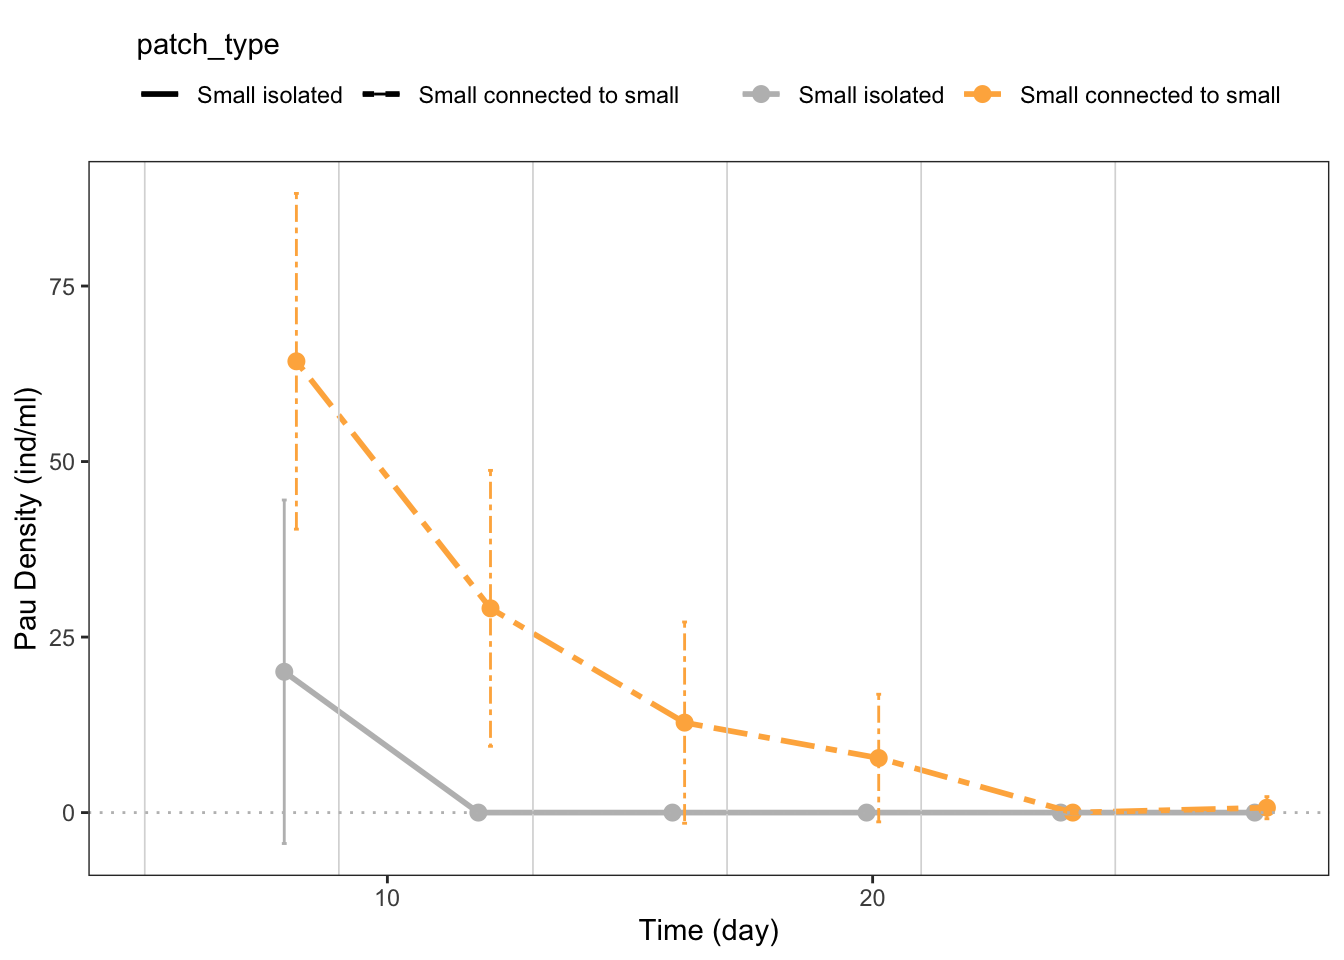 patch_type
Small isolated Small connected to small Small isolated Small connected to small
75
50
25
0
Pau Density (ind/ml)
10 20
Time (day)